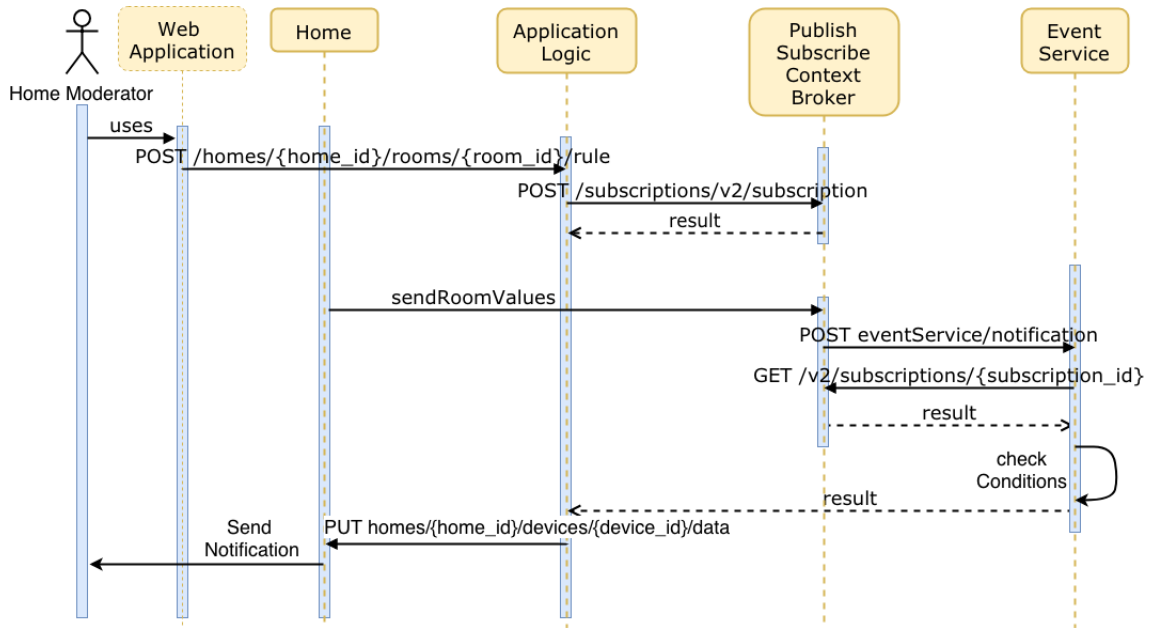 Web
Application
Home
Application
Logic
Publish
Subscribe
Context
Broker
Event
Service
Home Moderator
uses
POST /homes/{home_id}/rooms/{room_id}/rule
POST /subscriptions/v2/subscription
result
sendRoomValues
POST eventService/notification
GET /v2/subscriptions/{subscription_id}
result
check
Conditions
result
Send
Notification
PUT homes/{home_id}/devices/{device_id}/data